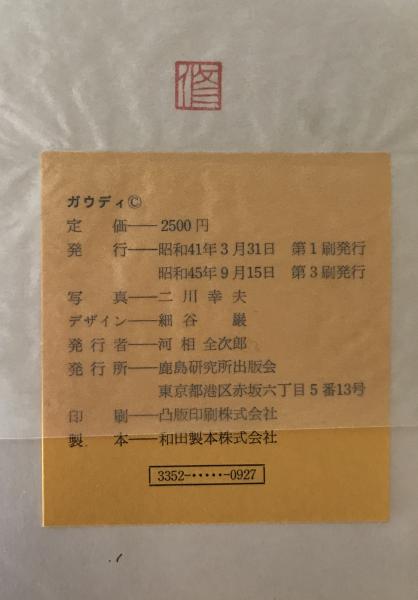 修
ガウディ©
定価──2500円
発行──昭和41年3月31日 第1刷発行
昭和45年9月15日 第3刷発行
写真──二川幸夫
デザイン──細谷 巖
発行者──河相全次郎
発行所──鹿島研究所出版会
東京都港区赤坂六丁目5番13号
印刷──凸版印刷株式会社
製本──和田製本株式会社
3352-・・・・・-0927